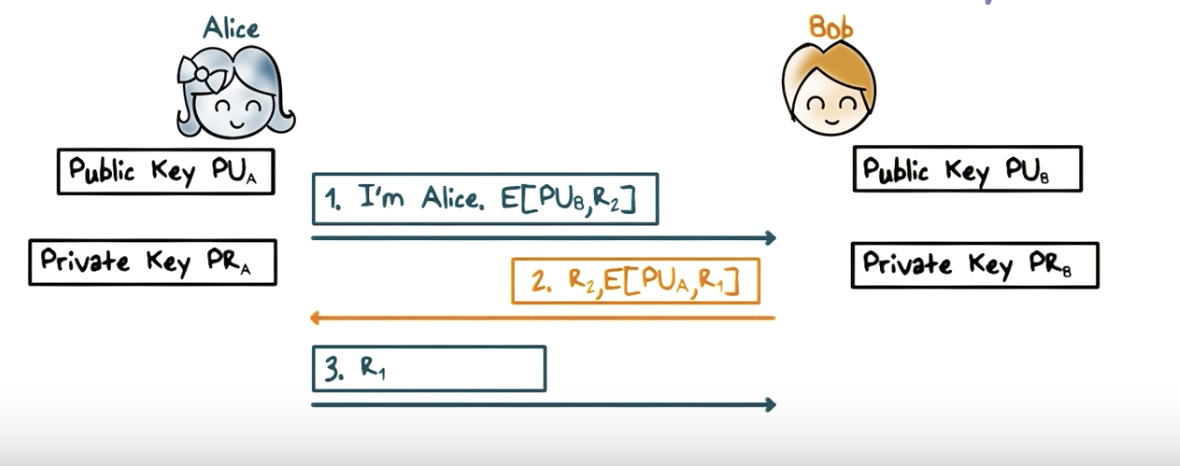 Alice
Bob
Public Key PU_A
Public Key PU_B
1. I'm Alice. E[PU_B,R_2]
Private Key PR_A
Private Key PR_B
2. R_2,E[PU_A,R_1]
3. R_1